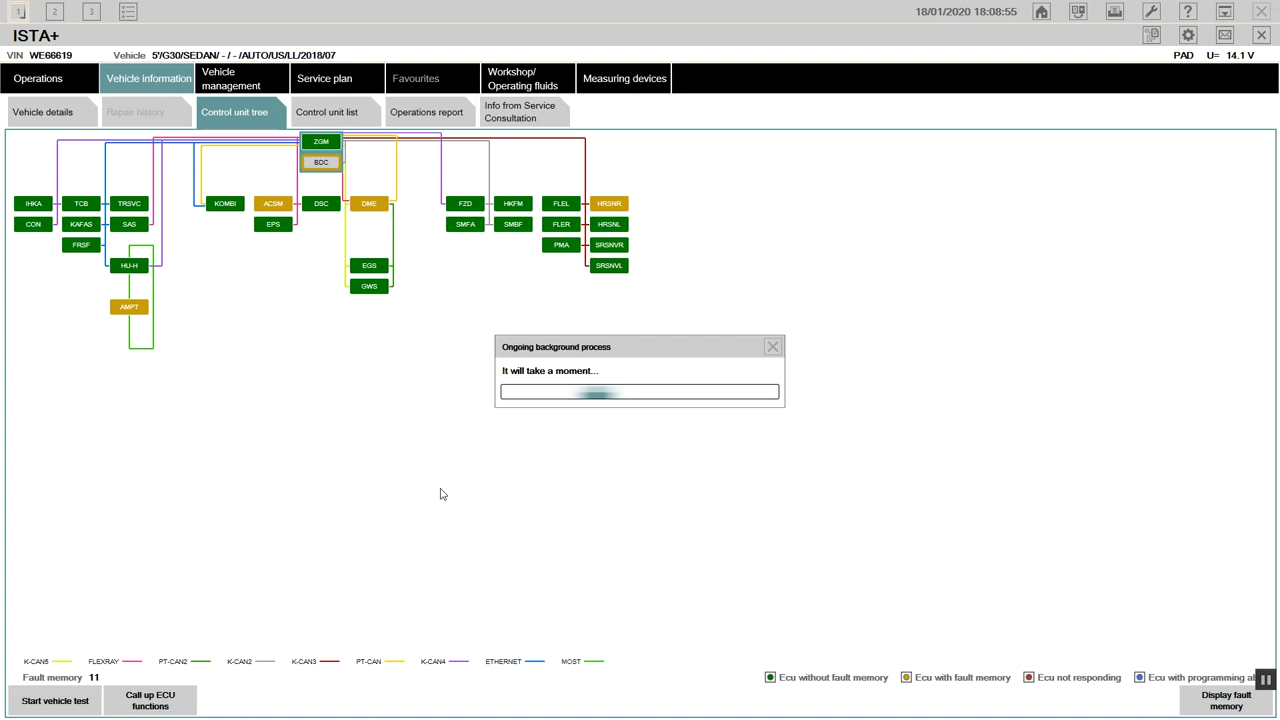 1 2 3 18/01/2020 18:08:55 ?
ISTA+
VIN WE66619 Vehicle 5'/G30/SEDAN/ - / - /AUTO/US/LL/2018/07 PAD U= 14.1 V
Operations
Vehicle information
Vehicle
management
Service plan
Favourites
Workshop/
Operating fluids
Measuring devices
Vehicle details
Repair history
Control unit tree
Control unit list
Operations report
Info from Service
Consultation
ZGM
BDC
IHKA TCB TRSVC KOMBI ACSM DSC DME FZD HKFM FLEL HRSNR
CON KAFAS SAS EPS SMFA SMBF FLER HRSNL
FRSF PMA SRSNVR
HU-H EGS SRSNVL
GWS
AMPT
Ongoing background process
It will take a moment...
K-CAN5 FLEXRAY PT-CAN2 K-CAN2 K-CAN3 PT-CAN K-CAN4 ETHERNET MOST
Fault memory 11
Ecu without fault memory Ecu with fault memory Ecu not responding Ecu with programming
Start vehicle test
Call up ECU
functions
Display fault
memory